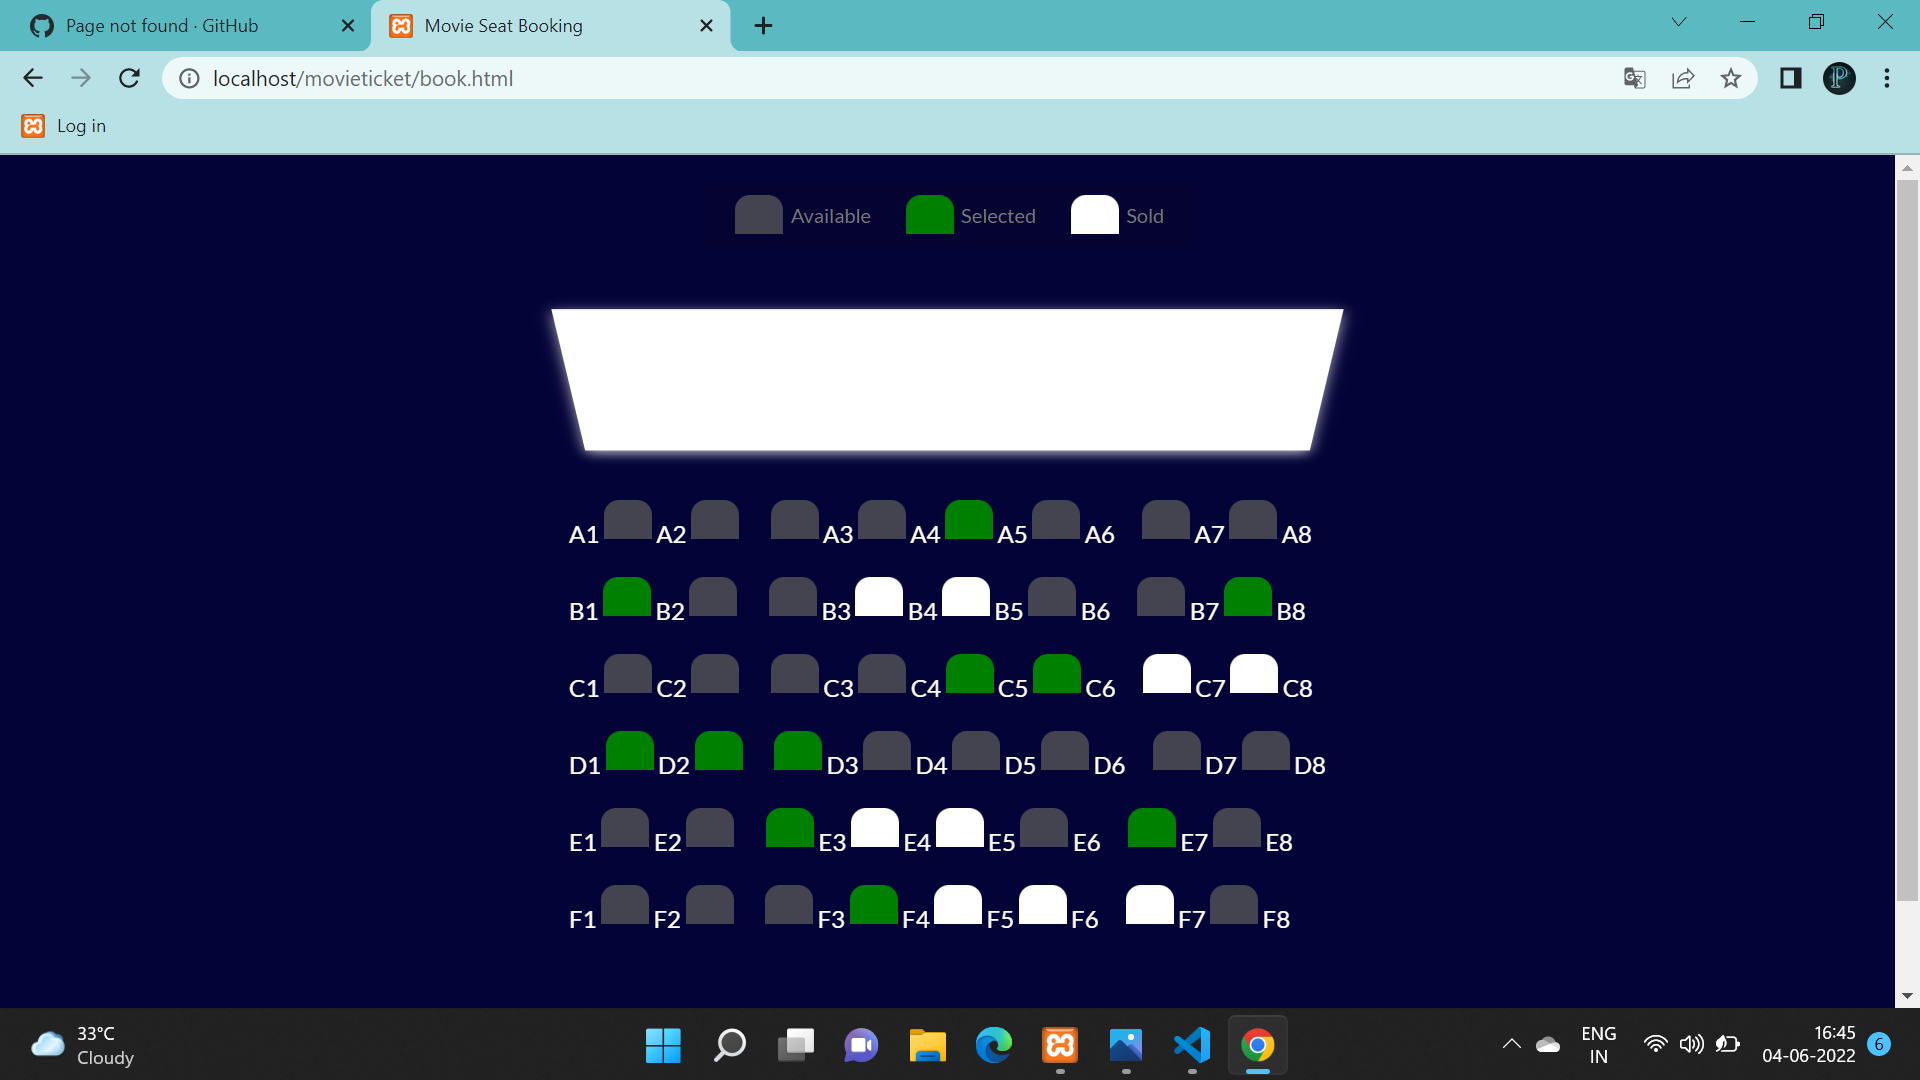 Page not found · GitHub
Movie Seat Booking
localhost/movieticket/book.html
Log in
Available Selected Sold
A1 A2 A3 A4 A5 A6 A7 A8
B1 B2 B3 B4 B5 B6 B7 B8
C1 C2 C3 C4 C5 C6 C7 C8
D1 D2 D3 D4 D5 D6 D7 D8
E1 E2 E3 E4 E5 E6 E7 E8
F1 F2 F3 F4 F5 F6 F7 F8
33°C
Cloudy
ENG
IN
16:45
04-06-2022
6